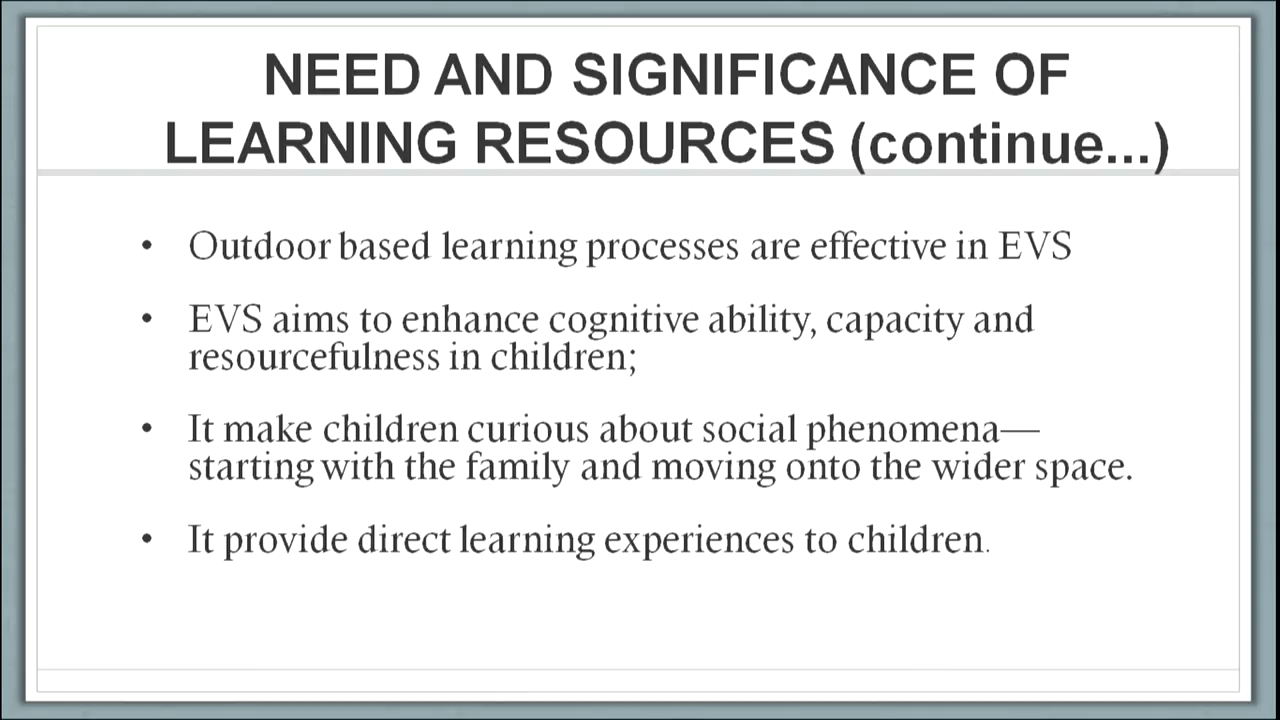 NEED AND SIGNIFICANCE OF
LEARNING RESOURCES (continue...)
• Outdoor based learning processes are effective in EVS
• EVS aims to enhance cognitive ability, capacity and
resourcefulness in children;
• It make children curious about social phenomena—
starting with the family and moving onto the wider space.
• It provide direct learning experiences to children.